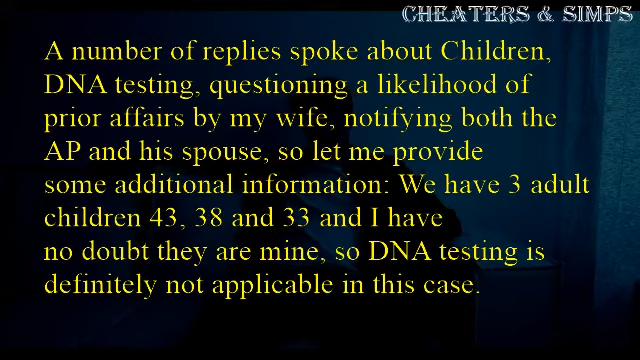 CHEATERS & SIMPS
A number of replies spoke about Children,
DNA testing, questioning a likelihood of
prior affairs by my wife, notifying both the
AP and his spouse, so let me provide
some additional information: We have 3 adult
children 43, 38 and 33 and I have
no doubt they are mine, so DNA testing is
definitely not applicable in this case.